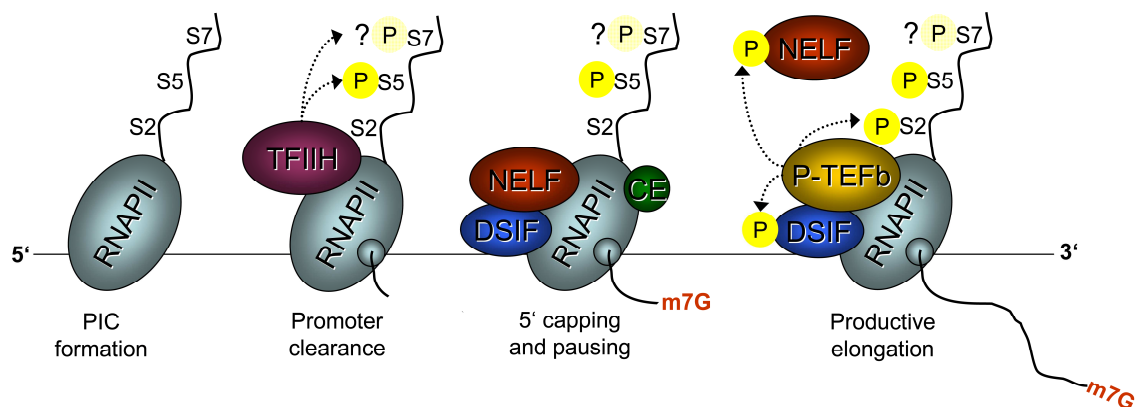 S7
S5
S2
RNAPII
PIC
formation
? P S7
P S5
S2
TFIIH
RNAPII
Promoter
clearance
? P S7
P S5
S2
NELF
DSIF
RNAPII
CE
m7G
5‘ capping
and pausing
P NELF
? P S7
P S5
P S2
P-TEFb
P DSIF
RNAPII
m7G
Productive
elongation
5‘
3‘